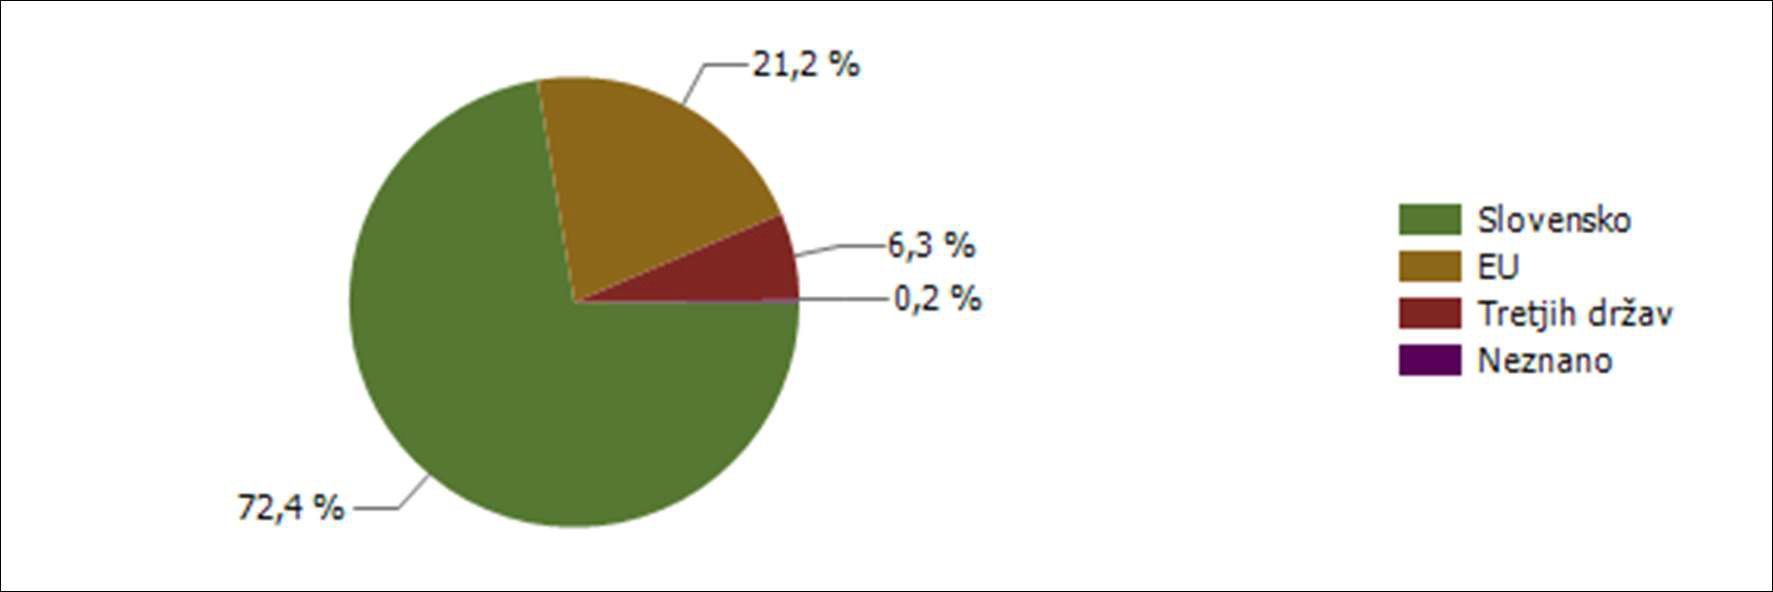 21,2 %
6,3 %
0,2 %
72,4 %
Slovensko
EU
Tretjih držav
Neznano